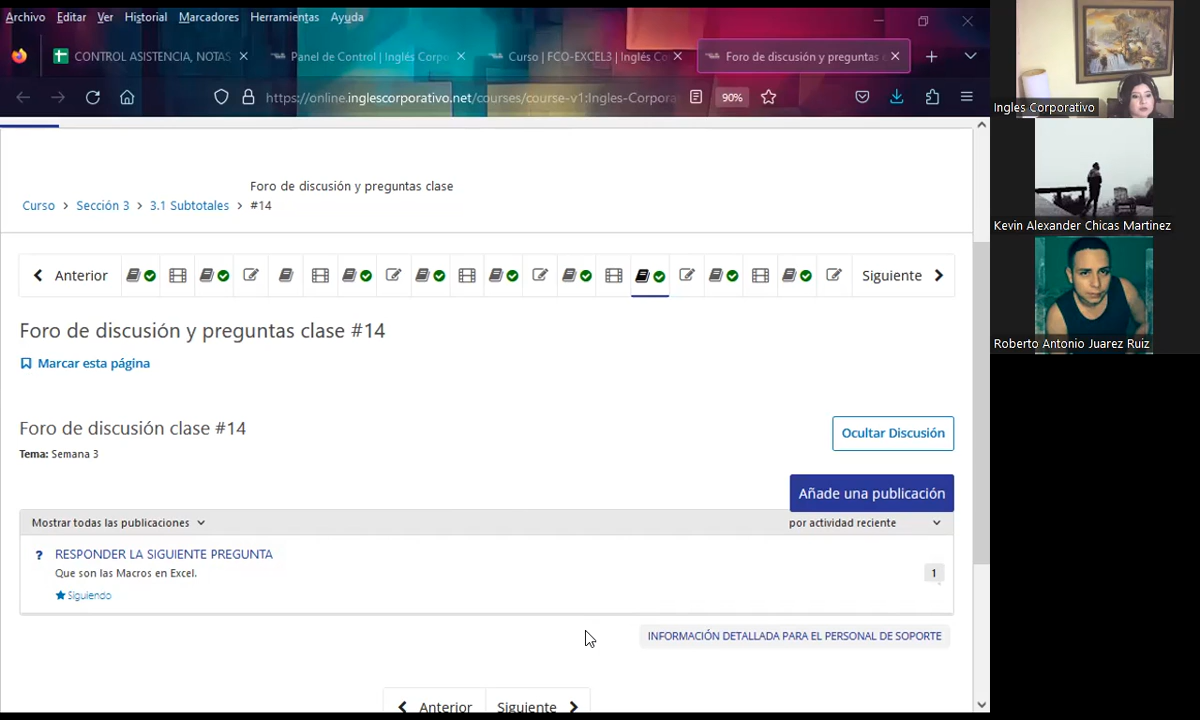 Archivo Editar Ver Historial Marcadores Herramientas Ayuda
CONTROL ASISTENCIA, NOTAS
Panel de Control | Inglés Corpo
Curso | FCO-EXCEL3 | Inglés Co
Foro de discusión y preguntas
https://online.inglescorporativo.net/courses/course-v1:Ingles-Corpora
90%
Foro de discusión y preguntas clase
Curso > Sección 3 > 3.1 Subtotales > #14
Anterior
Siguiente
Foro de discusión y preguntas clase #14
Marcar esta página
Foro de discusión clase #14
Ocultar Discusión
Tema: Semana 3
Añade una publicación
Mostrar todas las publicaciones
por actividad reciente
? RESPONDER LA SIGUIENTE PREGUNTA
Que son las Macros en Excel.
1
Siguiendo
INFORMACIÓN DETALLADA PARA EL PERSONAL DE SOPORTE
Anterior
Siguiente
Ingles Corporativo
Kevin Alexander Chicas Martinez
Roberto Antonio Juarez Ruiz